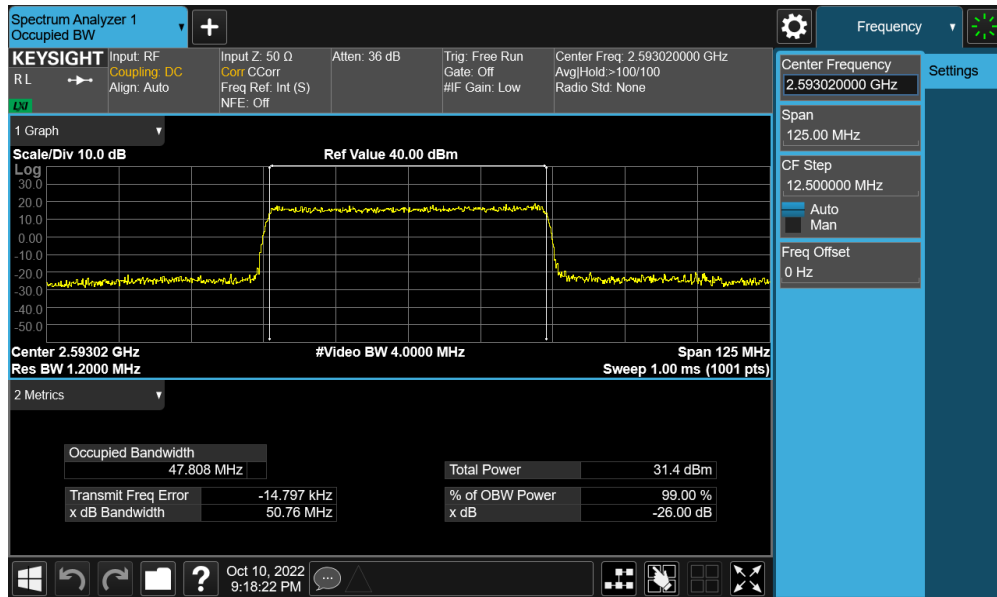 Spectrum Analyzer 1
Occupied BW
+
Frequency
KEYSIGHT
R L
LXI
Input: RF
Coupling: DC
Align: Auto
Input Z: 50 Ω
Corr CCorr
Freq Ref: Int (S)
NFE: Off
Atten: 36 dB
Trig: Free Run
Gate: Off
#IF Gain: Low
Center Freq: 2.593020000 GHz
Avg|Hold:>100/100
Radio Std: None
Center Frequency
2.593020000 GHz
Settings
Span
125.00 MHz
CF Step
12.500000 MHz
Auto
Man
Freq Offset
0 Hz
1 Graph
Scale/Div 10.0 dB
Ref Value 40.00 dBm
Log
30.0
20.0
10.0
0.00
-10.0
-20.0
-30.0
-40.0
-50.0
Center 2.59302 GHz
#Video BW 4.0000 MHz
Span 125 MHz
Res BW 1.2000 MHz
Sweep 1.00 ms (1001 pts)
2 Metrics
Occupied Bandwidth
47.808 MHz
Total Power 31.4 dBm
Transmit Freq Error -14.797 kHz
% of OBW Power 99.00 %
x dB Bandwidth 50.76 MHz
x dB -26.00 dB
?
Oct 10, 2022
9:18:22 PM